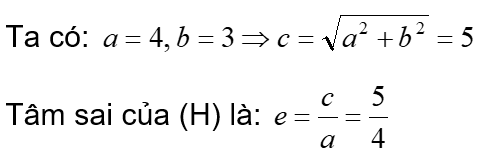 Ta có: a = 4, b = 3 ⇒ c = √(a² + b²) = 5
Tâm sai của (H) là: e = c/a = 5/4